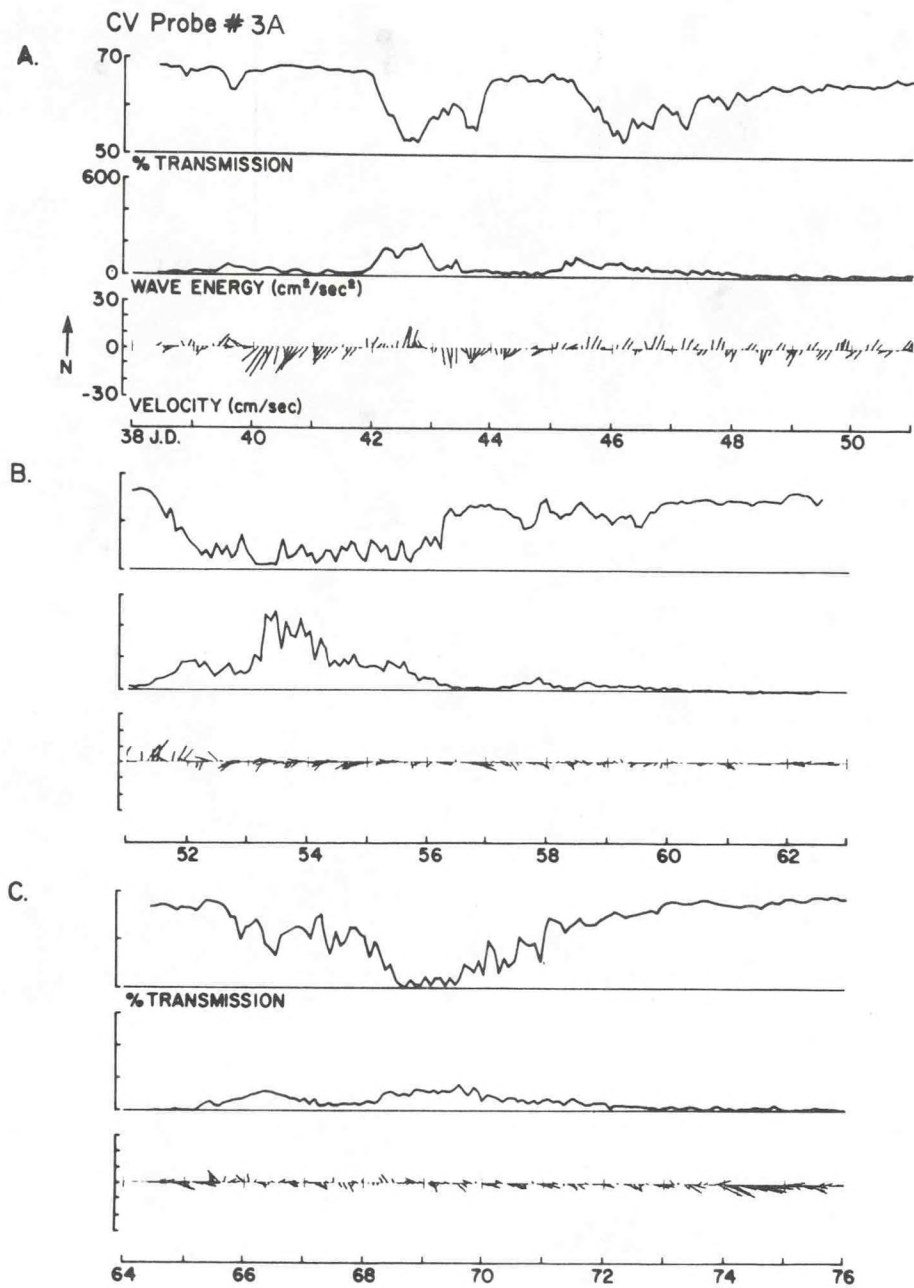 CV Probe # 3A
A.
70
50
% TRANSMISSION
600
0
WAVE ENERGY (cm²/sec²)
30
0
-30
N
VELOCITY (cm/sec)
38 J.D. 40 42 44 46 48 50
B.
52 54 56 58 60 62
C.
% TRANSMISSION
64 66 68 70 72 74 76